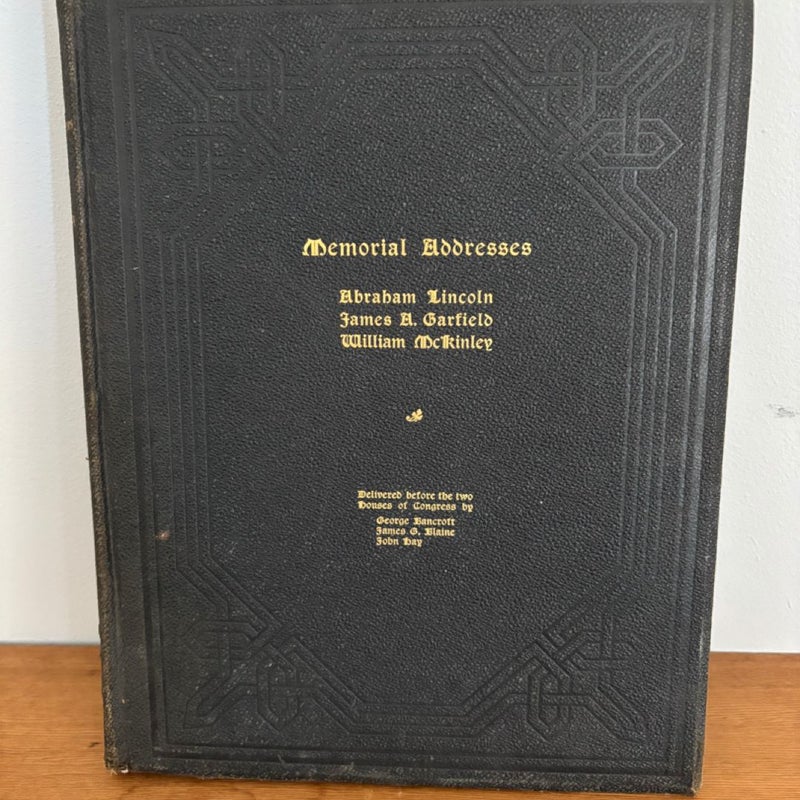 Memorial Addresses
Abraham Lincoln
James A. Garfield
William McKinley
Delivered before the two
Houses of Congress by
George Bancroft
James G. Blaine
John Hay